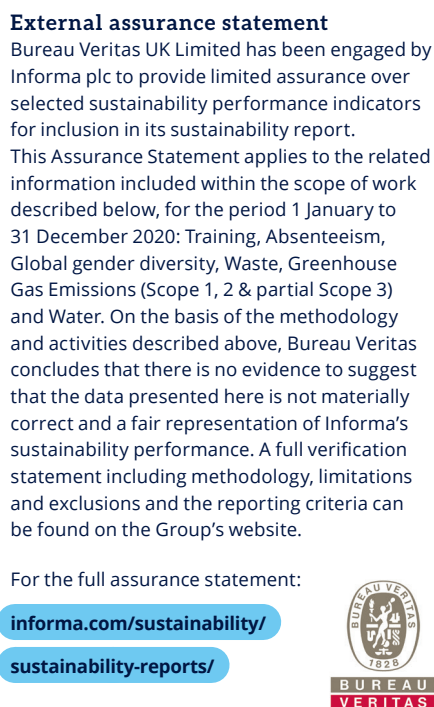 External assurance statement
Bureau Veritas UK Limited has been engaged by
Informa plc to provide limited assurance over
selected sustainability performance indicators
for inclusion in its sustainability report.
This Assurance Statement applies to the related
information included within the scope of work
described below, for the period 1 January to
31 December 2020: Training, Absenteeism,
Global gender diversity, Waste, Greenhouse
Gas Emissions (Scope 1, 2 & partial Scope 3)
and Water. On the basis of the methodology
and activities described above, Bureau Veritas
concludes that there is no evidence to suggest
that the data presented here is not materially
correct and a fair representation of Informa’s
sustainability performance. A full verification
statement including methodology, limitations
and exclusions and the reporting criteria can
be found on the Group’s website.
For the full assurance statement:
informa.com/sustainability/
sustainability-reports/
BUREAU VERITAS
1828
BUREAU
VERITAS